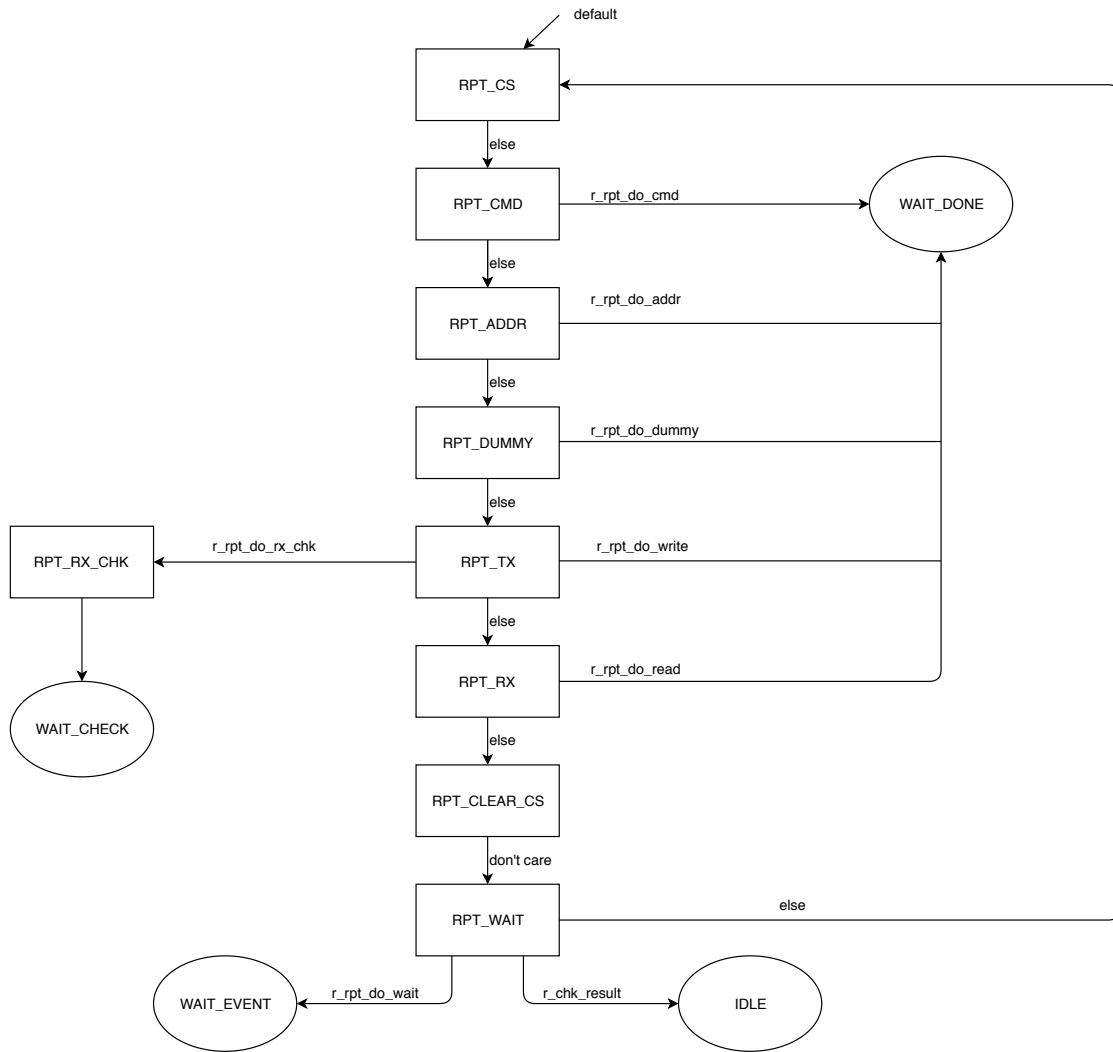 default
RPT_CS
else
RPT_CMD
r_rpt_do_cmd
WAIT_DONE
else
RPT_ADDR
r_rpt_do_addr
else
RPT_DUMMY
r_rpt_do_dummy
else
RPT_RX_CHK
r_rpt_do_rx_chk
RPT_TX
r_rpt_do_write
else
RPT_RX
r_rpt_do_read
WAIT_CHECK
else
RPT_CLEAR_CS
don't care
RPT_WAIT
else
WAIT_EVENT
r_rpt_do_wait
r_chk_result
IDLE